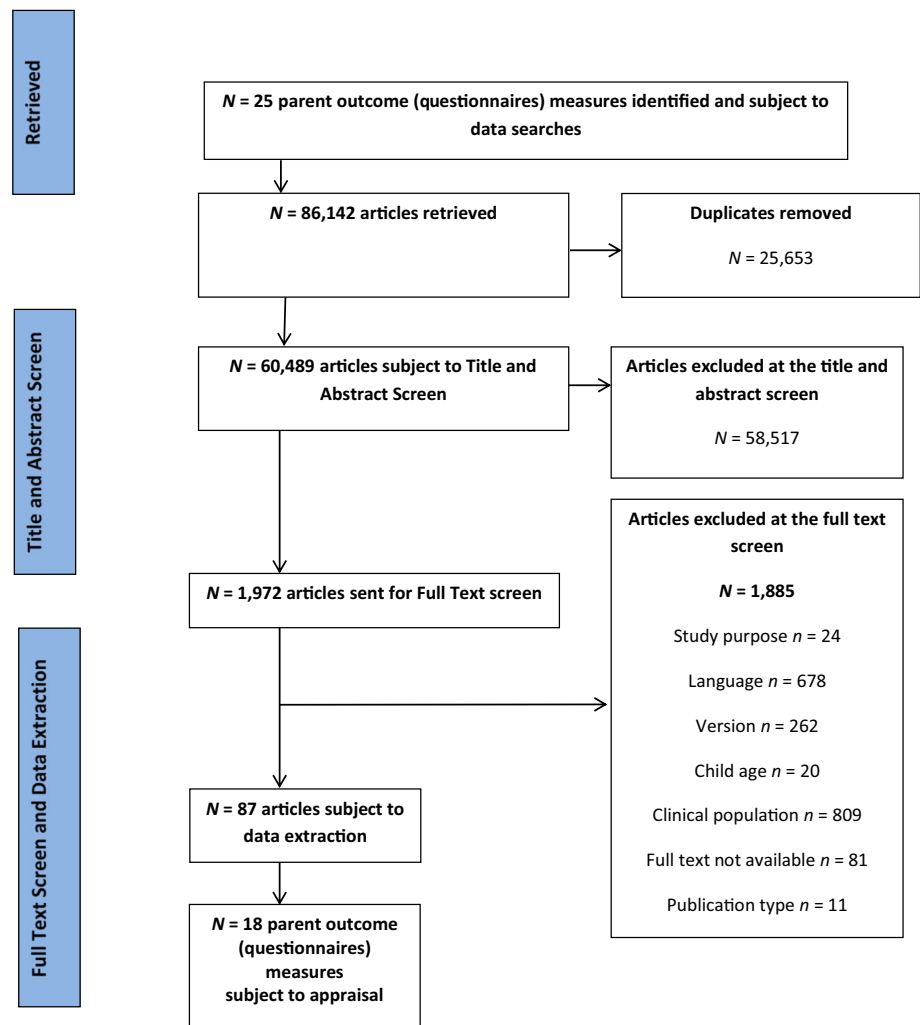 Retrieved
N = 25 parent outcome (questionnaires) measures identified and subject to
data searches
N = 86,142 articles retrieved
Duplicates removed
N = 25,653
Title and Abstract Screen
N = 60,489 articles subject to Title and
Abstract Screen
Articles excluded at the title and
abstract screen
N = 58,517
N = 1,972 articles sent for Full Text screen
Articles excluded at the full text
screen
N = 1,885
Study purpose n = 24
Language n = 678
Version n = 262
Child age n = 20
Clinical population n = 809
Full text not available n = 81
Publication type n = 11
Full Text Screen and Data Extraction
N = 87 articles subject to
data extraction
N = 18 parent outcome
(questionnaires)
measures
subject to appraisal